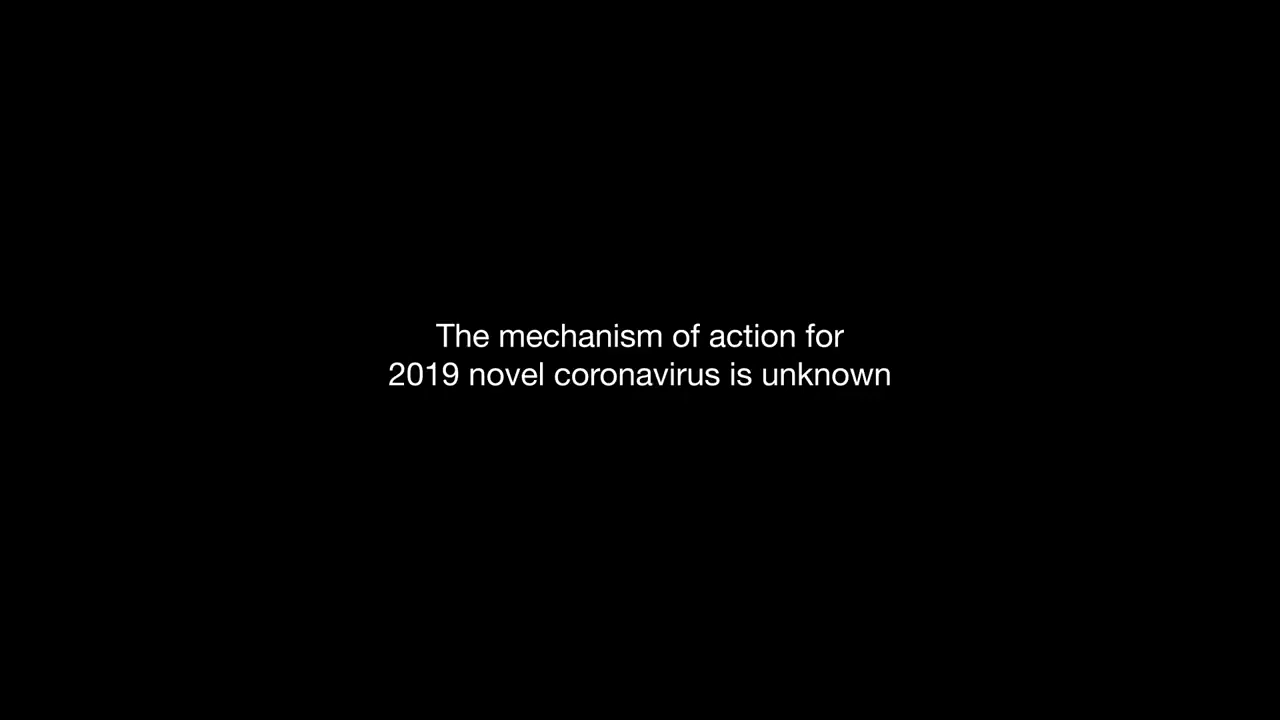 The mechanism of action for
2019 novel coronavirus is unknown